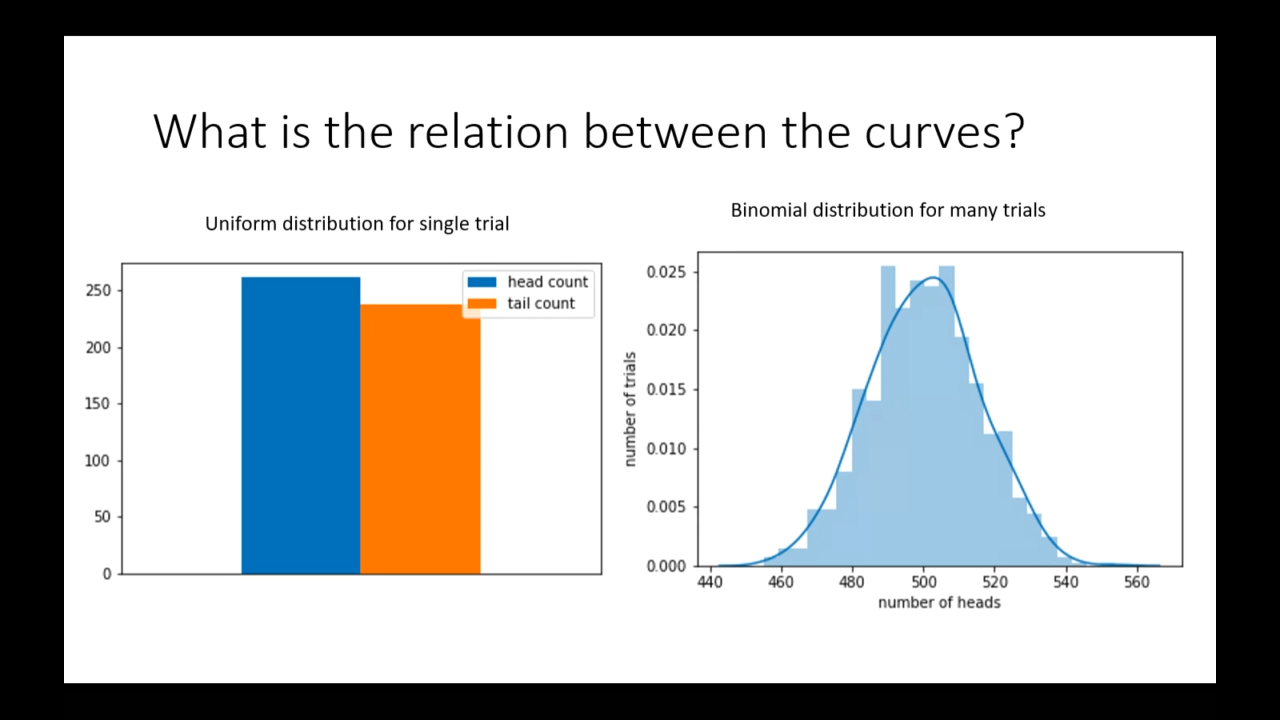 What is the relation between the curves?
Uniform distribution for single trial
Binomial distribution for many trials
head count
tail count
250
200
150
100
50
0
number of trials
0.025
0.020
0.015
0.010
0.005
0.000
440 460 480 500 520 540 560
number of heads